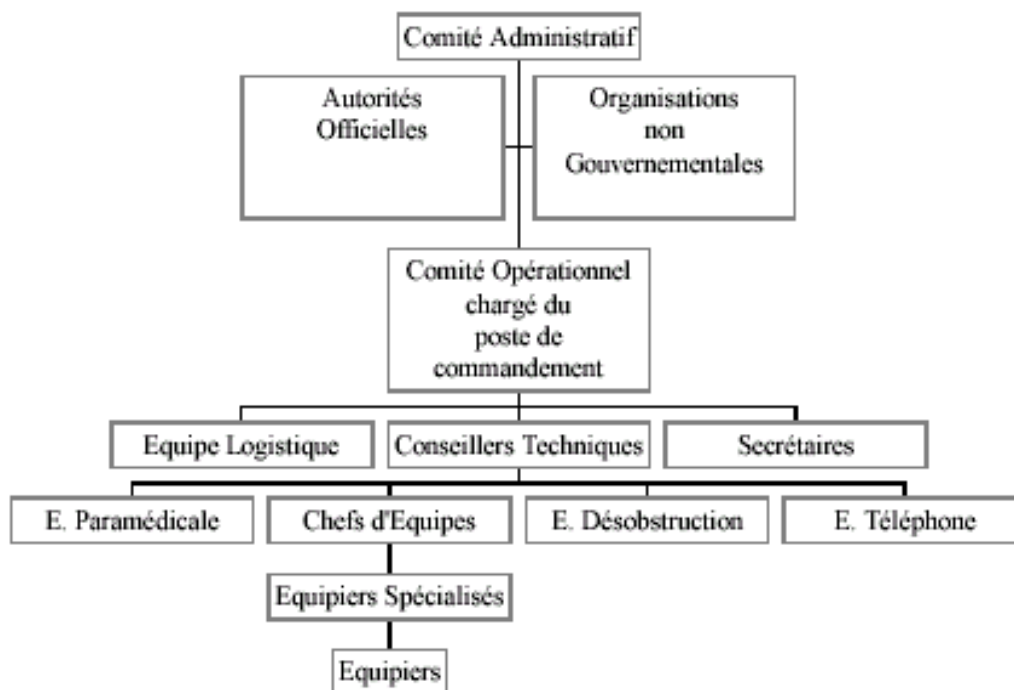 Comité Administratif
Autorités
Officielles
Organisations
non
Gouvernementales
Comité Opérationnel
chargé du
poste de
commandement
Equipe Logistique
Conseillers Techniques
Secrétaires
E. Paramédicale
Chefs d'Equipes
E. Désobstruction
E. Téléphone
Equipiers Spécialisés
Equipiers